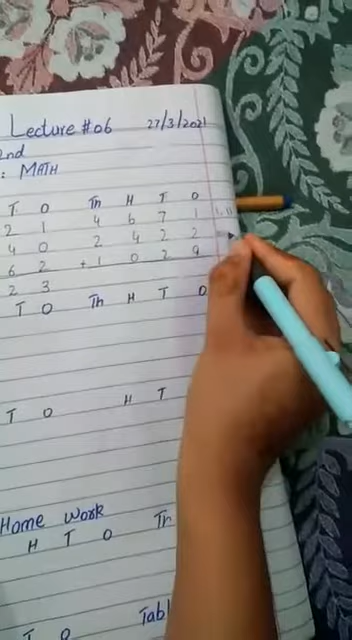 Lecture #06 27/3/2021
2nd
: MATH
T O Th H T O
2 1 4 6 7 1
4 0 2 4 2 2
6 2 +1 0 2 9
2 3
T O Th H T O
T O H T
Home Work
H T O Th
Tabl
T O